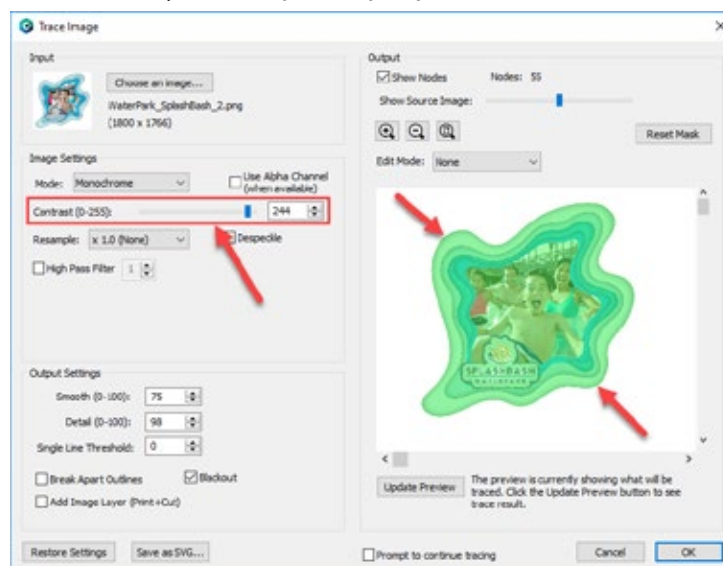 Trace Image
Input
Choose an image...
WaterPark_SplashBash_2.png
(1800 x 1766)
Image Settings
Mode: Monochrome
Use Alpha Channel
(when available)
Contrast (0-255): 244
Resample: x 1.0 (None)
Despeckle
High Pass Filter 1
Output Settings
Smooth (0-100): 75
Detail (0-100): 98
Single Line Threshold: 0
Break Apart Outlines
Blackout
Add Image Layer (Print+Cut)
Restore Settings
Save as SVG...
Output
Show Nodes
Nodes: 55
Show Source Image:
Reset Mask
Edit Mode: None
SPLASHBASH
WATERPARK
Update Preview
The preview is currently showing what will be
traced. Click the Update Preview button to see
trace result.
Prompt to continue tracing
Cancel
OK